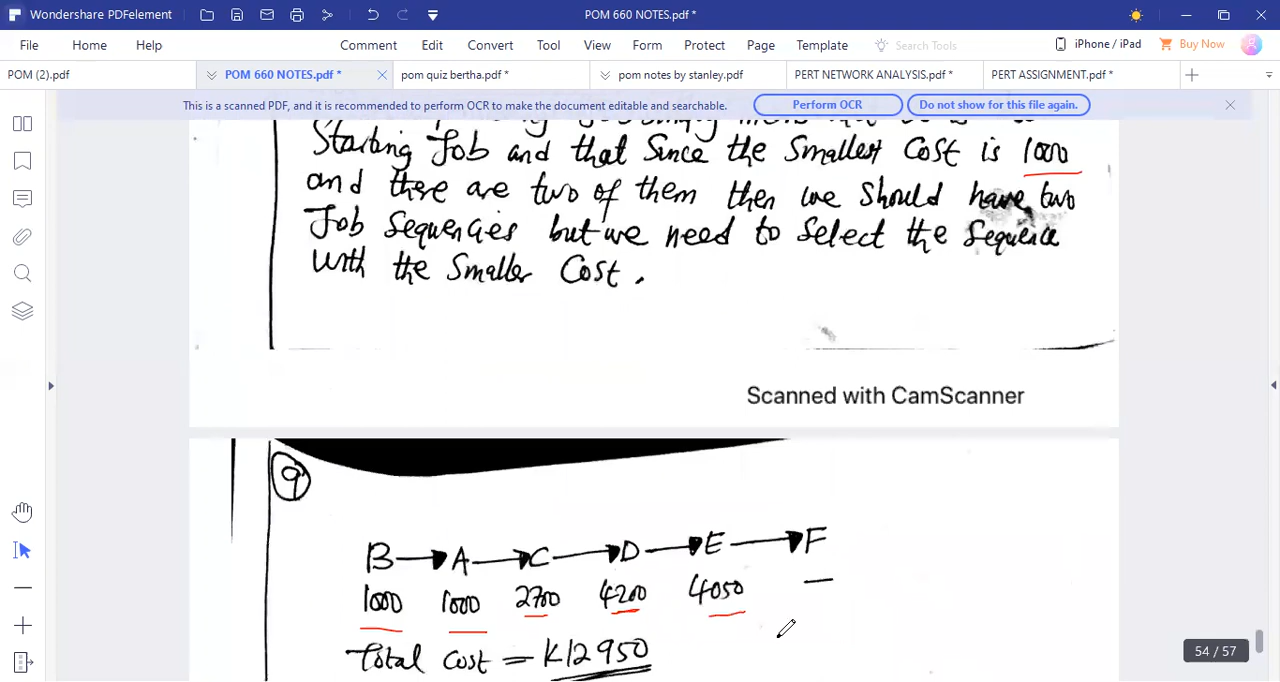 Wondershare PDFelement
POM 660 NOTES.pdf *
File Home Help Comment Edit Convert Tool View Form Protect Page Template Search Tools iPhone / iPad Buy Now
POM (2).pdf
POM 660 NOTES.pdf *
pom quiz bertha.pdf *
pom notes by stanley.pdf
PERT NETWORK ANALYSIS.pdf *
PERT ASSIGNMENT.pdf *
This is a scanned PDF, and it is recommended to perform OCR to make the document editable and searchable.
Perform OCR
Do not show for this file again.
Starting Job and that Since the Smallest Cost is 1000
and there are two of them then we Should have two
Job Sequencies but we need to Select the Sequence
with the Smaller Cost.
Scanned with CamScanner
9
B → A → C → D → E → F
1000 1000 2700 4200 4050 —
Total Cost = K12950
54 / 57